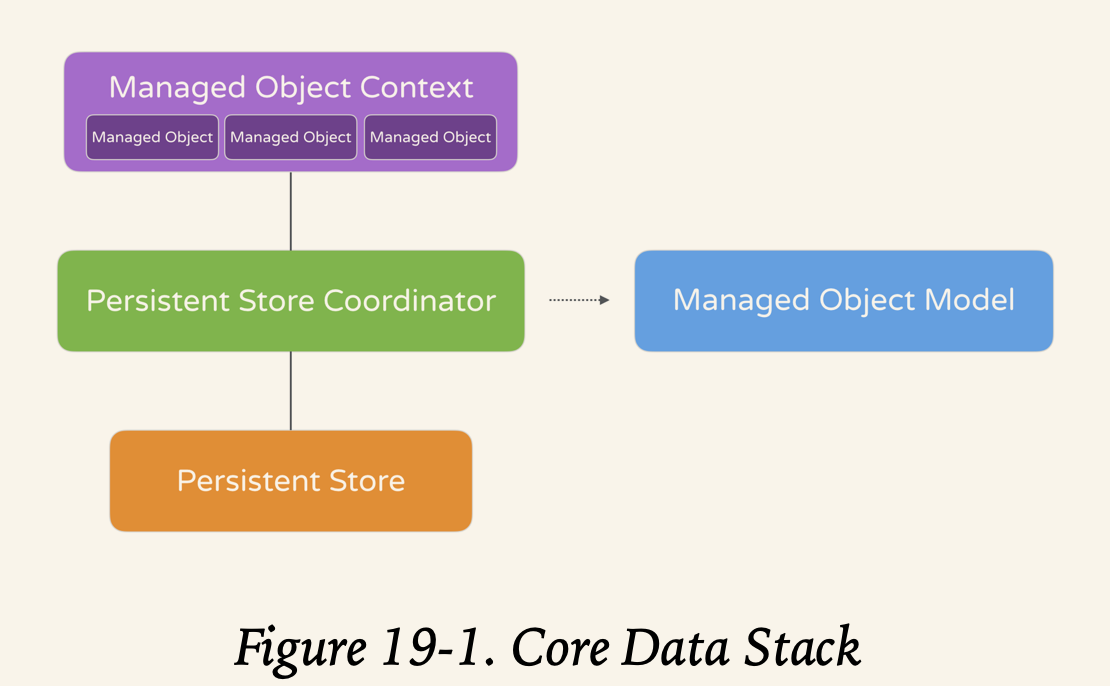 Managed Object Context
Managed Object Managed Object Managed Object
Persistent Store Coordinator
Managed Object Model
Persistent Store
Figure 19-1. Core Data Stack